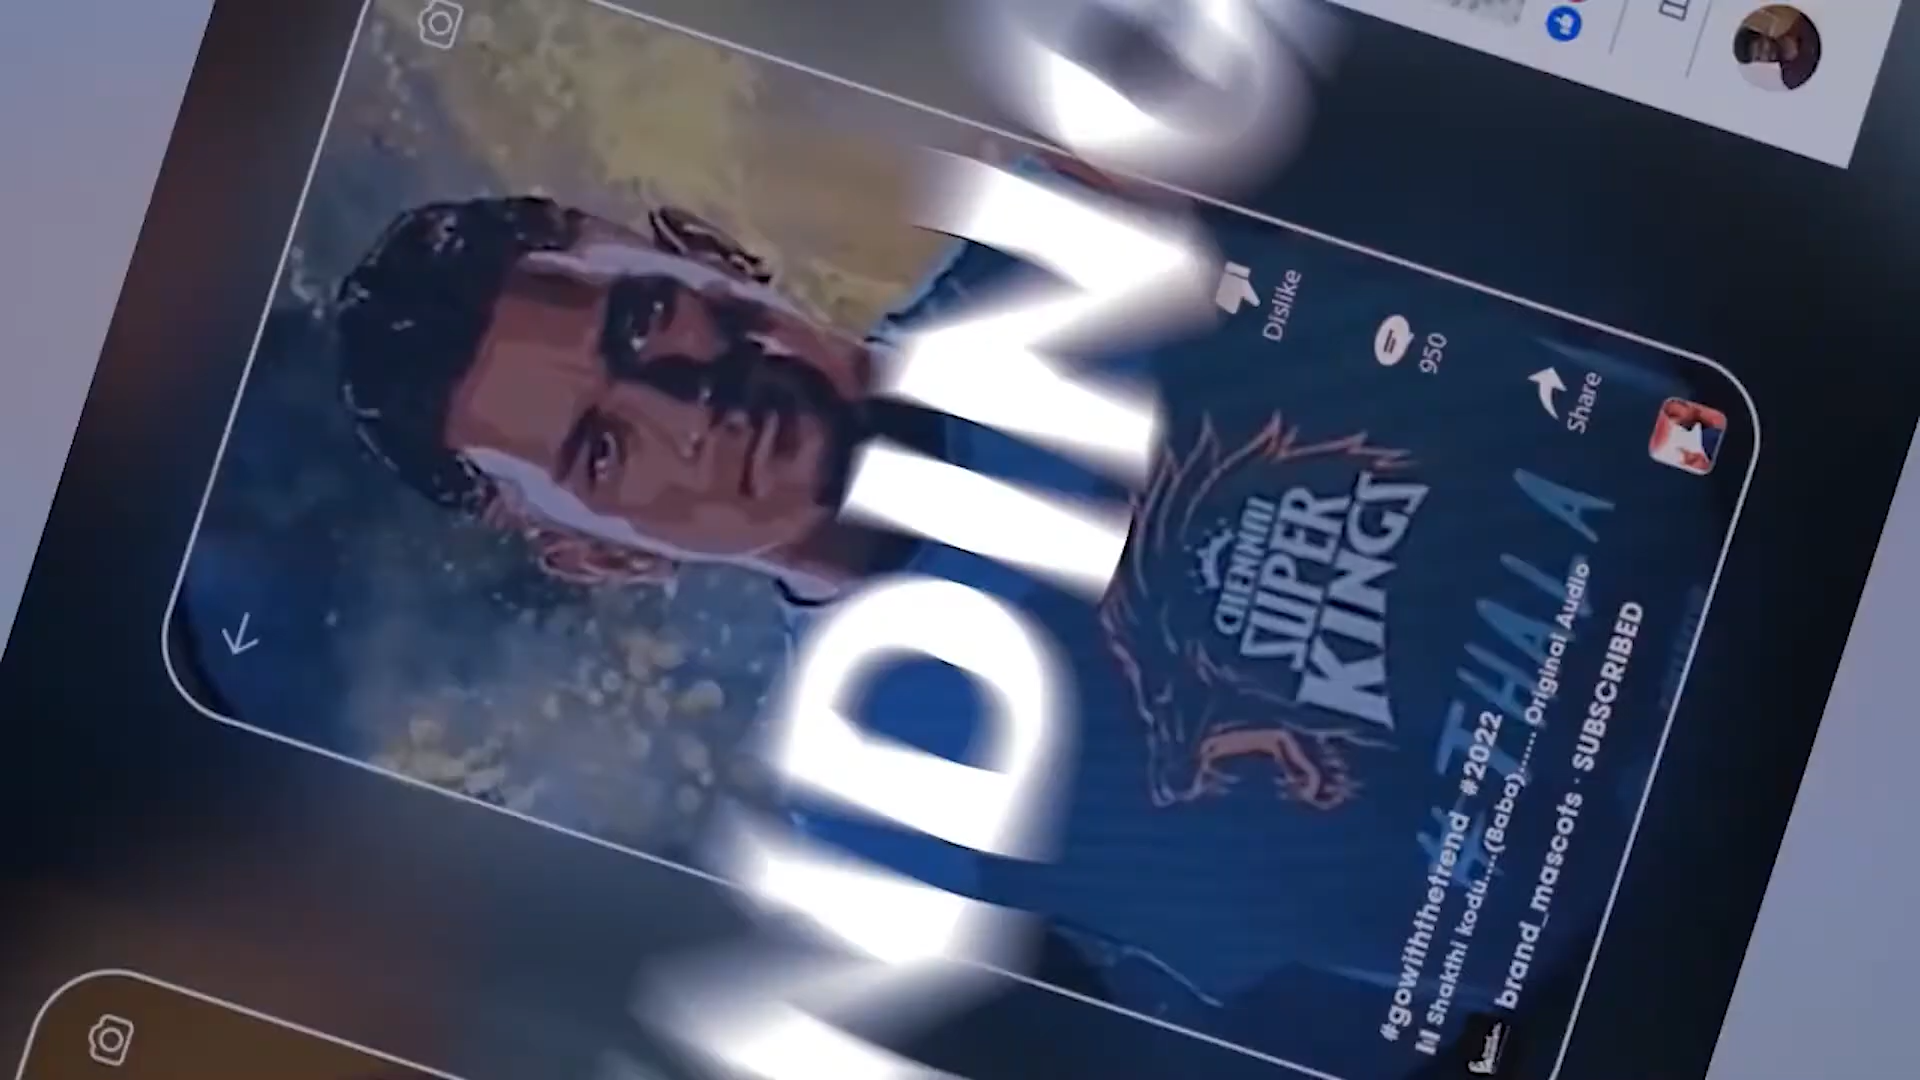 Dislike
950
Share
CHENNAI
SUPER
KINGS
#THALA
#gowiththetrend #2022
Shakthi kodu....(Baba)...... Original Audio
brand_mascots · SUBSCRIBED